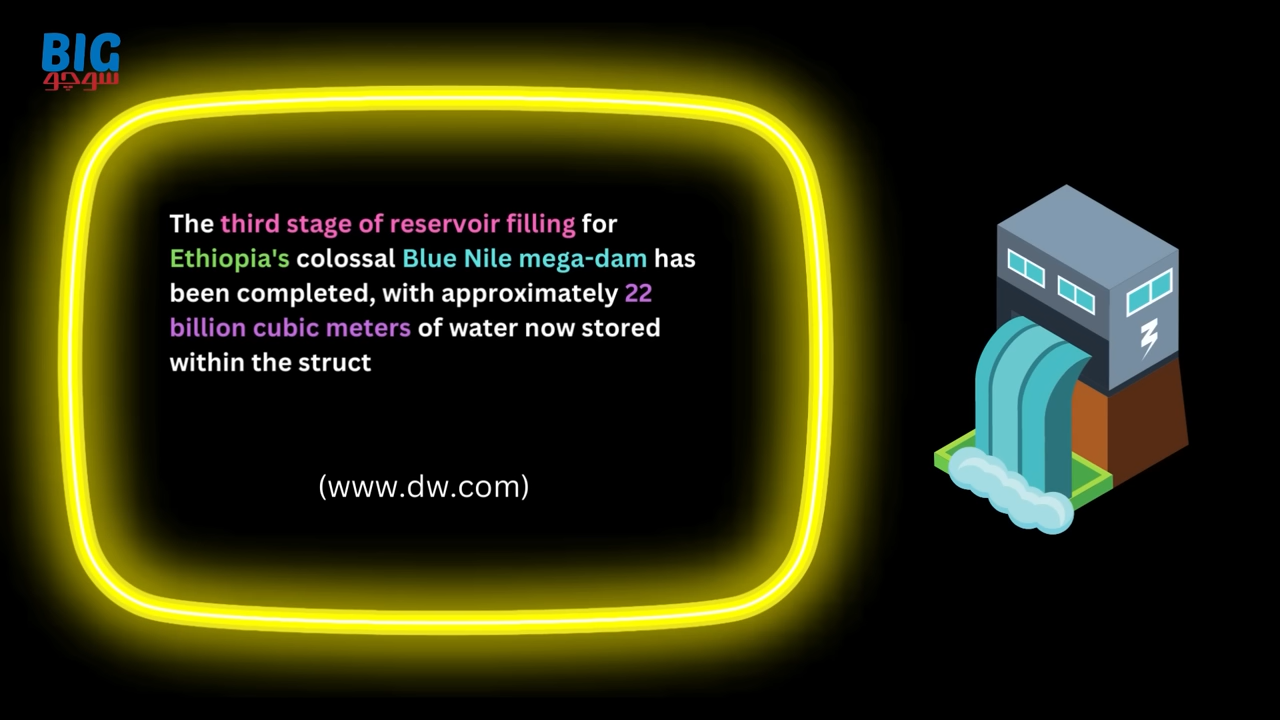 BIG
سوچو
The third stage of reservoir filling for
Ethiopia's colossal Blue Nile mega-dam has
been completed, with approximately 22
billion cubic meters of water now stored
within the struct
(www.dw.com)